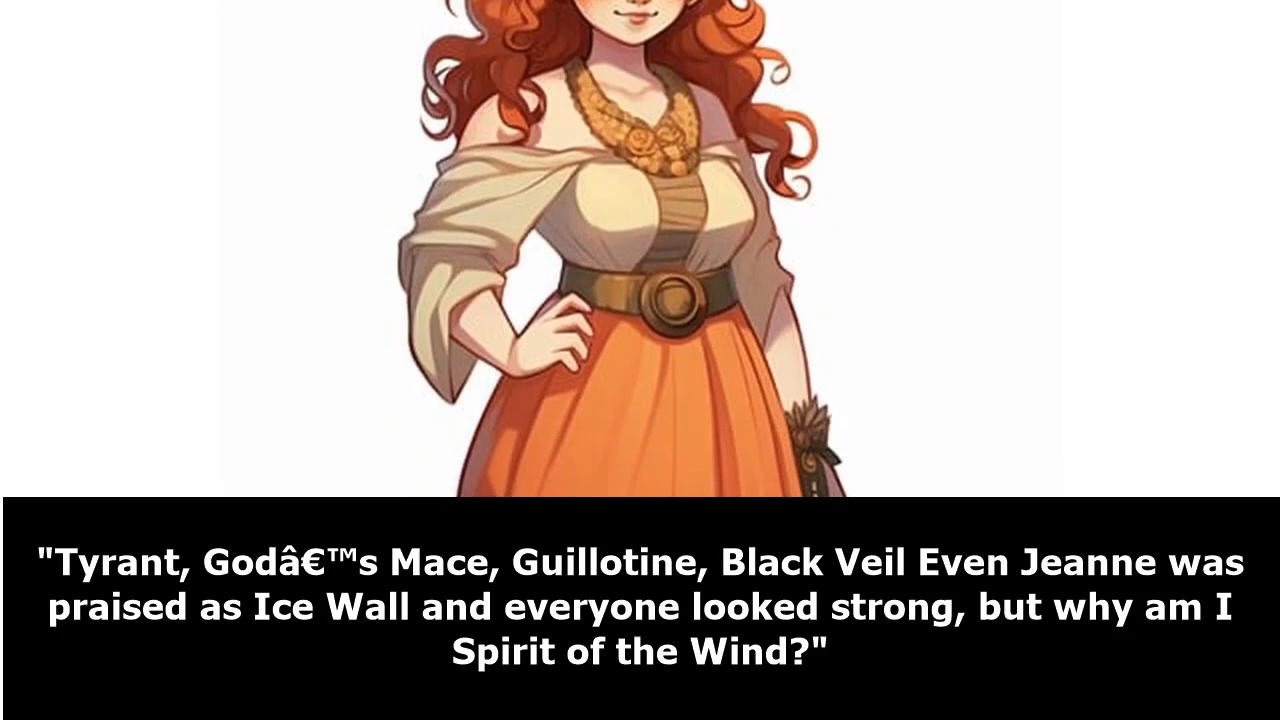 "Tyrant, Godâ€™s Mace, Guillotine, Black Veil Even Jeanne was
praised as Ice Wall and everyone looked strong, but why am I
Spirit of the Wind?"